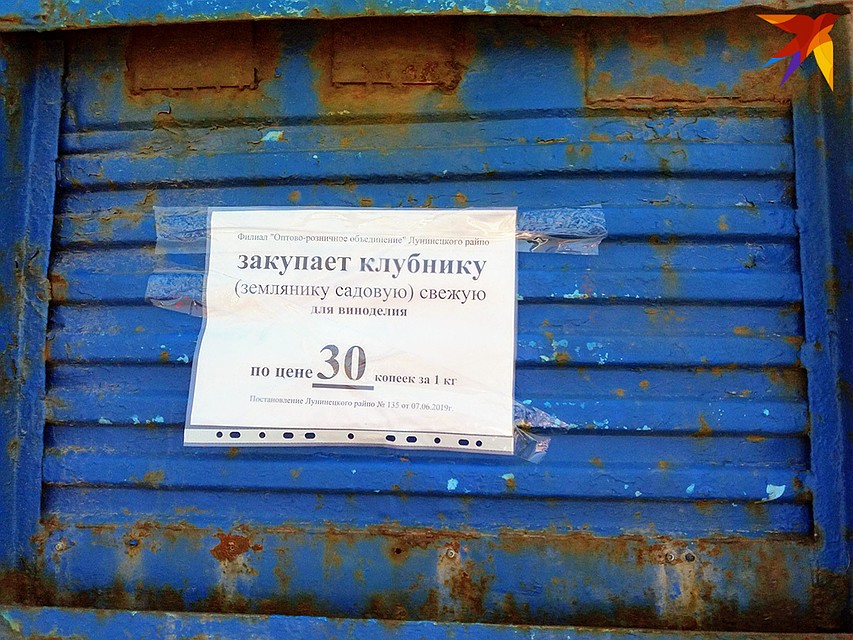 Филиал "Оптово-розничное объединение" Лунинецкого райпо
закупает клубнику
(землянику садовую) свежую
для виноделия
по цене 30 копеек за 1 кг
Постановление Лунинецкого райпо № 135 от 07.06.2019г.